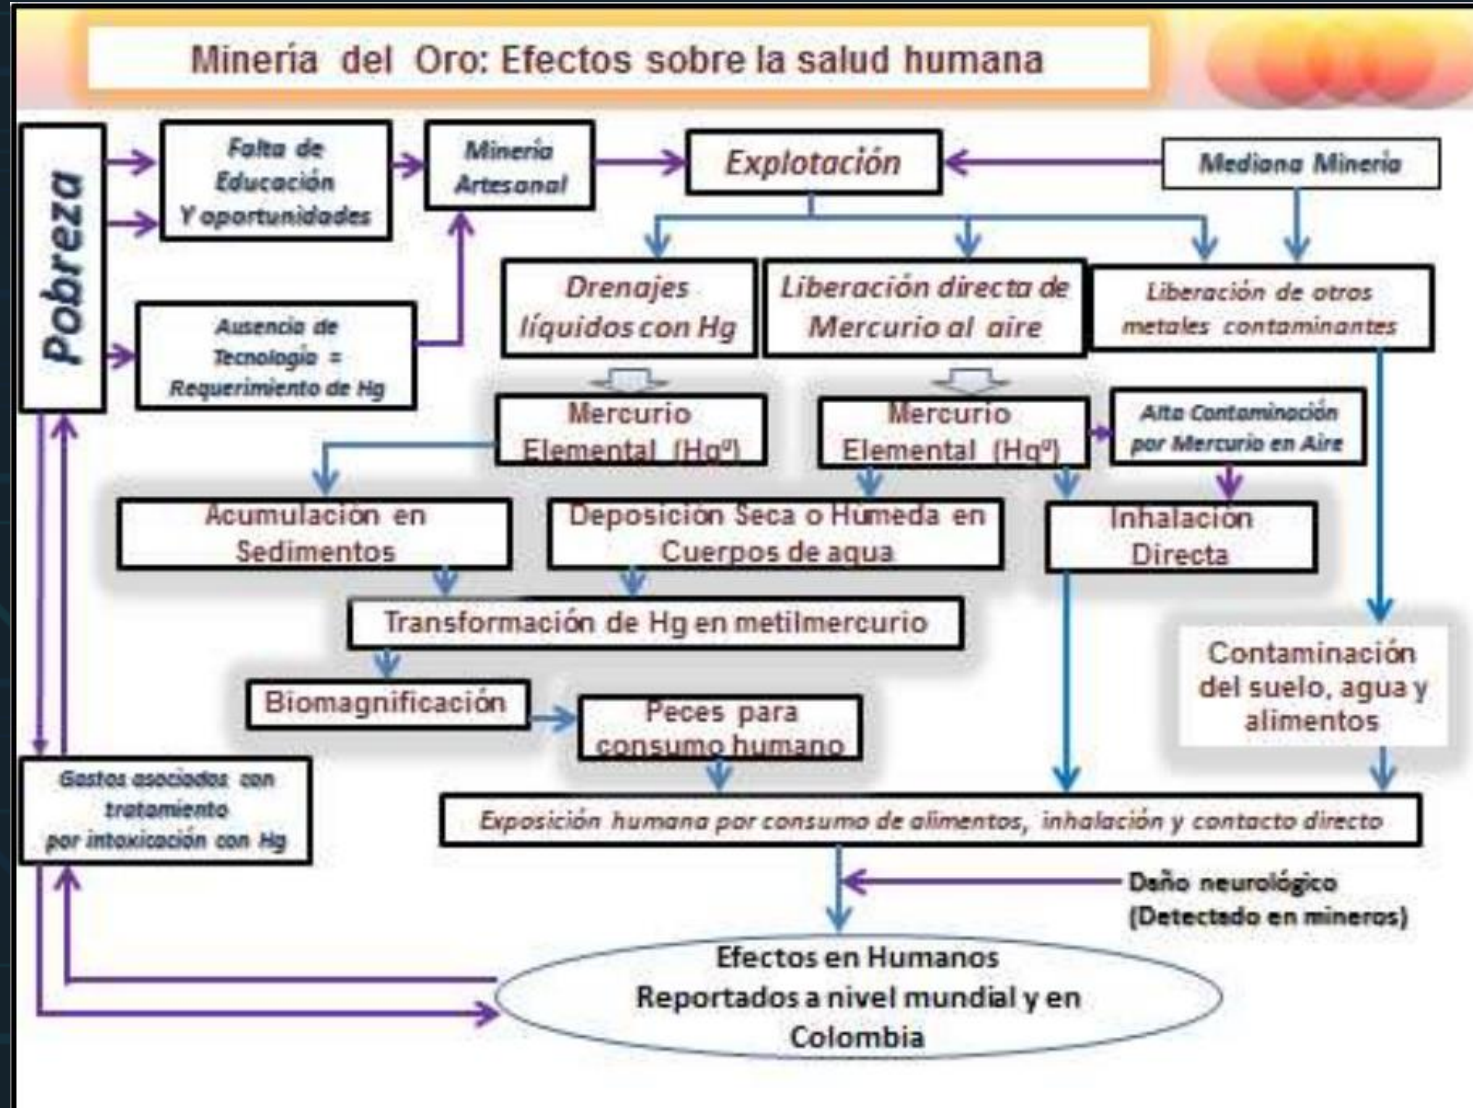 Minería del Oro: Efectos sobre la salud humana
Pobreza
Falta de
Educación
Y oportunidades
Minería
Artesanal
Explotación
Mediana Minería
Ausencia de
Tecnología =
Requerimiento de Hg
Drenajes
líquidos con Hg
Liberación directa de
Mercurio al aire
Liberación de otros
metales contaminantes
Mercurio
Elemental (Hgº)
Mercurio
Elemental (Hgº)
Alta Contaminación
por Mercurio en Aire
Acumulación en
Sedimentos
Deposición Seca o Húmeda en
Cuerpos de agua
Inhalación
Directa
Transformación de Hg en metilmercurio
Contaminación
del suelo, agua y
alimentos
Biomagnificación
Peces para
consumo humano
Gastos asociados con
tratamiento
por intoxicación con Hg
Exposición humana por consumo de alimentos, inhalación y contacto directo
Daño neurológico
(Detectado en mineros)
Efectos en Humanos
Reportados a nivel mundial y en
Colombia